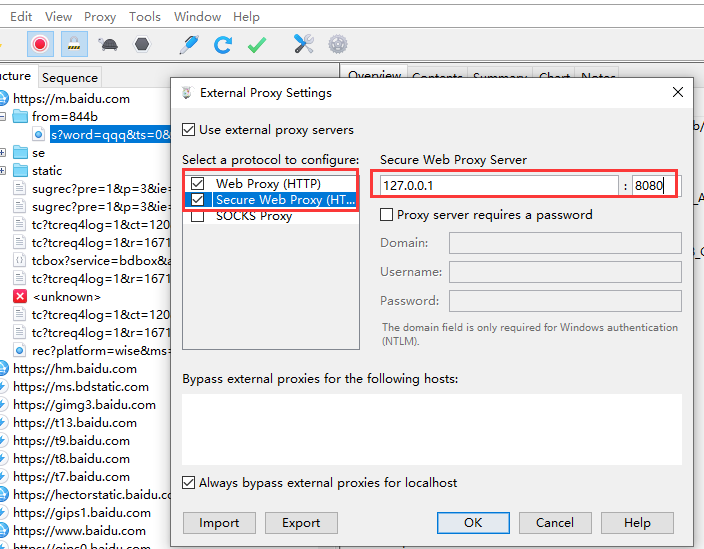 Edit View Proxy Tools Window Help
ructure Sequence
Overview Contents Summary Chart Notes
https://m.baidu.com
from=844b
s?word=qqq&ts=0&
se
static
sugrec?pre=1&p=3&ie=
sugrec?pre=1&p=3&ie=
tc?tcreq4log=1&ct=120
tc?tcreq4log=1&r=1671
tcbox?service=bdbox&a
tc?tcreq4log=1&r=1671
<unknown>
tc?tcreq4log=1&ct=120
tc?tcreq4log=1&r=1671
rec?platform=wise&ms=
https://hm.baidu.com
https://ms.bdstatic.com
https://gimg3.baidu.com
https://t13.baidu.com
https://t9.baidu.com
https://t8.baidu.com
https://t7.baidu.com
https://hectorstatic.baidu.co
https://gips1.baidu.com
https://www.baidu.com
https://gips0.baidu.com
External Proxy Settings
Use external proxy servers
Select a protocol to configure:
Web Proxy (HTTP)
Secure Web Proxy (HT...
SOCKS Proxy
Secure Web Proxy Server
127.0.0.1 : 8080
Proxy server requires a password
Domain:
Username:
Password:
The domain field is only required for Windows authentication
(NTLM).
Bypass external proxies for the following hosts:
Always bypass external proxies for localhost
Import Export OK Cancel Help